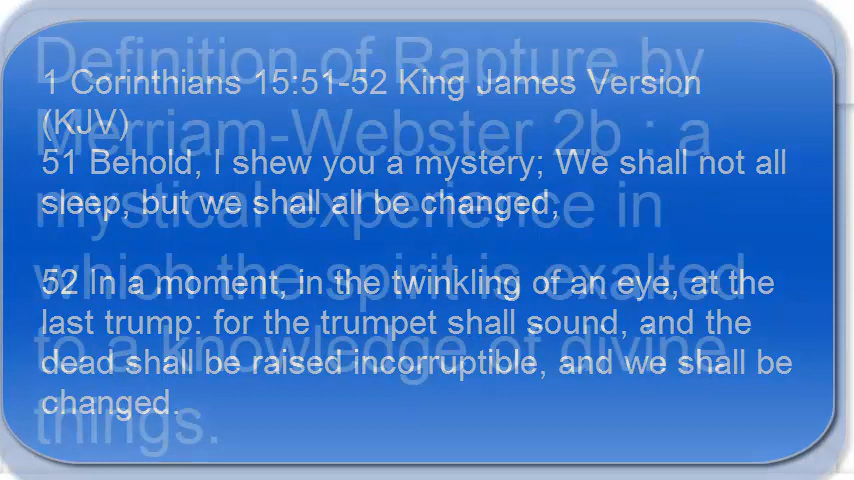 1 Corinthians 15:51-52 King James Version
(KJV)
51 Behold, I shew you a mystery; We shall not all
sleep, but we shall all be changed,
52 In a moment, in the twinkling of an eye, at the
last trump: for the trumpet shall sound, and the
dead shall be raised incorruptible, and we shall be
changed.
Definition of Rapture by
Merriam-Webster 2b : a
mystical experience in
which the spirit is exalted
to a knowledge of divine
things.